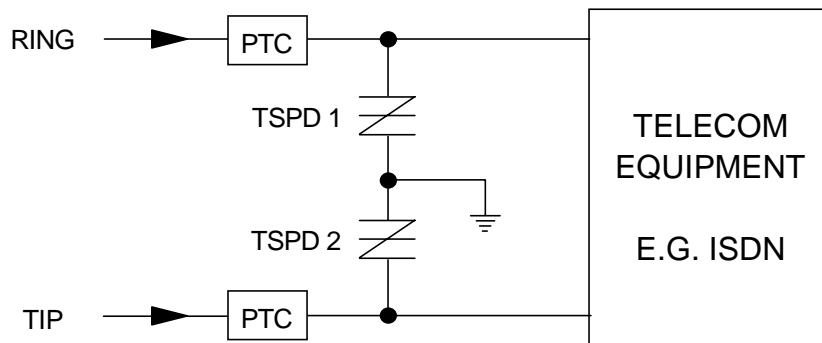 RING
PTC
TSPD 1
TELECOM
EQUIPMENT
TSPD 2
E.G. ISDN
TIP
PTC